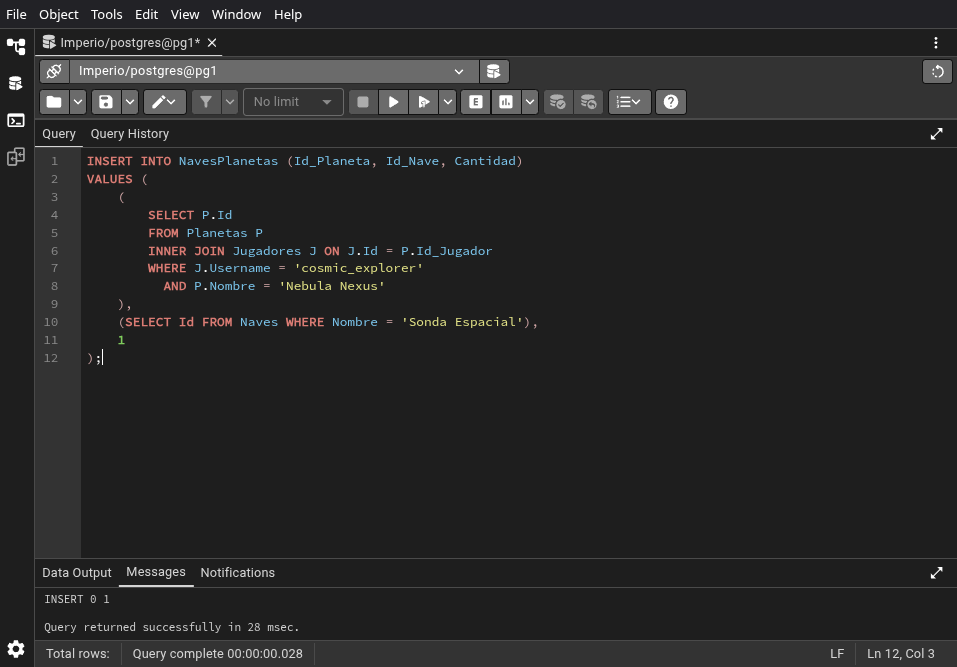 File Object Tools Edit View Window Help
Imperio/postgres@pg1*
Imperio/postgres@pg1
No limit E
Query Query History
1 INSERT INTO NavesPlanetas (Id_Planeta, Id_Nave, Cantidad)
2 VALUES (
3 (
4 SELECT P.Id
5 FROM Planetas P
6 INNER JOIN Jugadores J ON J.Id = P.Id_Jugador
7 WHERE J.Username = 'cosmic_explorer'
8 AND P.Nombre = 'Nebula Nexus'
9 ),
10 (SELECT Id FROM Naves WHERE Nombre = 'Sonda Espacial'),
11 1
12 );
Data Output Messages Notifications
INSERT 0 1
Query returned successfully in 28 msec.
Total rows: Query complete 00:00:00.028 LF Ln 12, Col 3